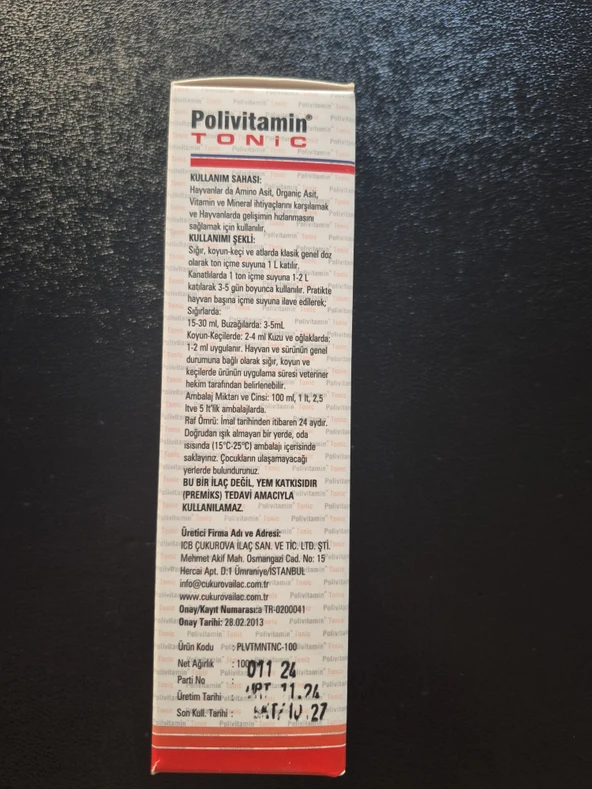 Polivitamin®
TONiC
KULLANIM SAHASI:
Hayvanlar da Amino Asit, Organic Asit,
Vitamin ve Mineral ihtiyaçlarını karşılamak
ve Hayvanlarda gelişimin hızlanmasını
sağlamak için kullanılır.
KULLANIMI ŞEKLİ:
Sığır, koyun-keçi ve atlarda klasik genel doz
olarak ton içme suyuna 1 L katılır.
Kanatlılarda 1 ton içme suyuna 1-2 L
katılarak 3-5 gün boyunca kullanılır. Pratikte
hayvan başına içme suyuna ilave edilerek;
Sığırlarda:
15-30 ml, Buzağılarda: 3-5mL
Koyun-Keçilerde: 2-4 ml Kuzu ve oğlaklarda:
1-2 ml uygulanır. Hayvan ve sürünün genel
durumuna bağlı olarak sığır, koyun ve
keçilerde ürünün uygulama süresi veteriner
hekim tarafından belirlenebilir.
Ambalaj Miktarı ve Cinsi: 100 ml, 1 lt, 2,5
ltve 5 lt'lik ambalajlarda.
Raf Ömrü: İmal tarihinden itibaren 24 aydır.
Doğrudan ışık almayan bir yerde, oda
ısısında (15°C-25°C) ambalajı içerisinde
saklayınız. Çocukların ulaşamayacağı
yerlerde bulundurunuz.
BU BİR İLAÇ DEĞİL, YEM KATKISIDIR
(PREMİKS) TEDAVİ AMACIYLA
KULLANILAMAZ.
Üretici Firma Adı ve Adresi:
ICB ÇUKUROVA İLAÇ SAN. VE TİC. LTD. ŞTİ.
Mehmet Akif Mah. Osmangazi Cad. No: 15
Hercai Apt. D:1 Ümraniye/İSTANBUL
info@cukurovailac.com.tr
www.cukurovailac.com.tr
Onay/Kayıt Numarası: TR-0200041
Onay Tarihi: 28.02.2013
Ürün Kodu : PLVTMNTNC-100
Net Ağırlık : 100
Parti No : 011 24
Üretim Tarihi : 11.24
Son Kull. Tarihi : 10.27